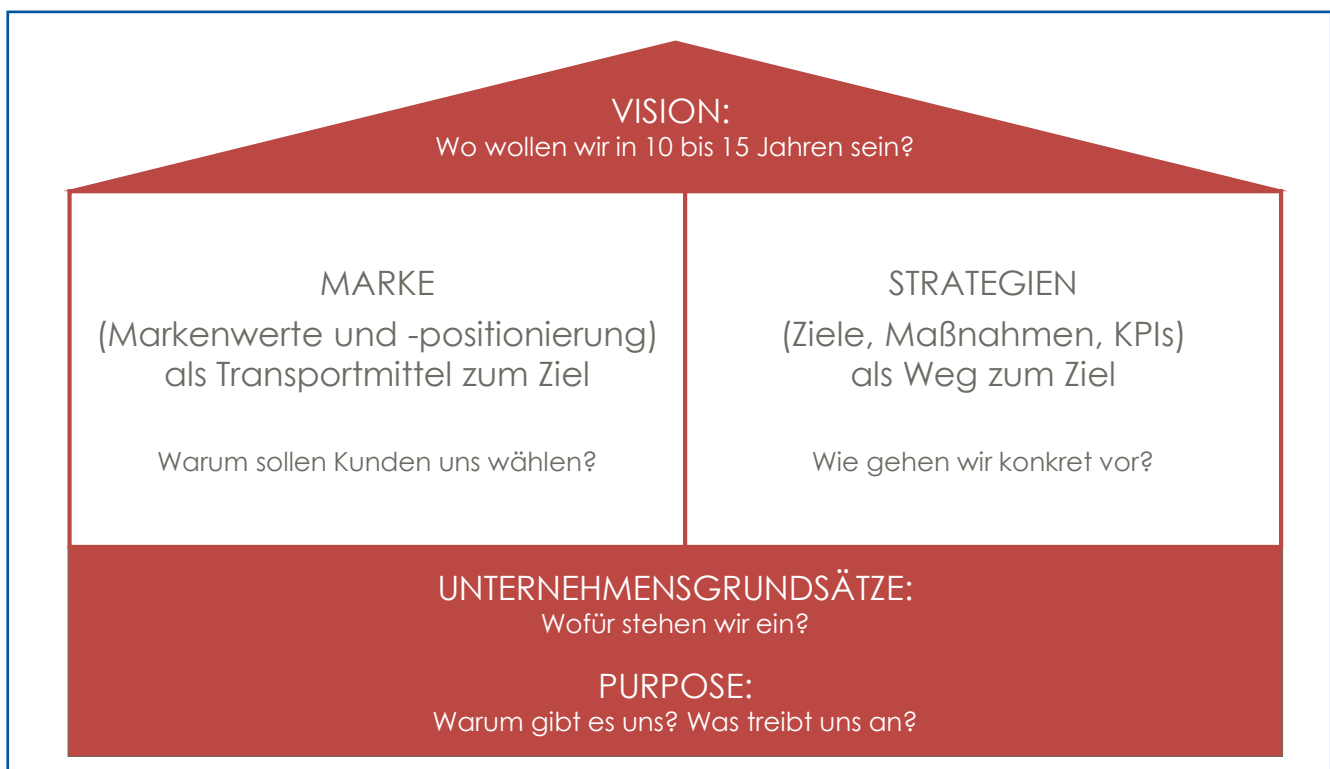 VISION:
Wo wollen wir in 10 bis 15 Jahren sein?
MARKE
(Markenwerte und -positionierung)
als Transportmittel zum Ziel
Warum sollen Kunden uns wählen?
STRATEGIEN
(Ziele, Maßnahmen, KPIs)
als Weg zum Ziel
Wie gehen wir konkret vor?
UNTERNEHMENSGRUNDSÄTZE:
Wofür stehen wir ein?
PURPOSE:
Warum gibt es uns? Was treibt uns an?